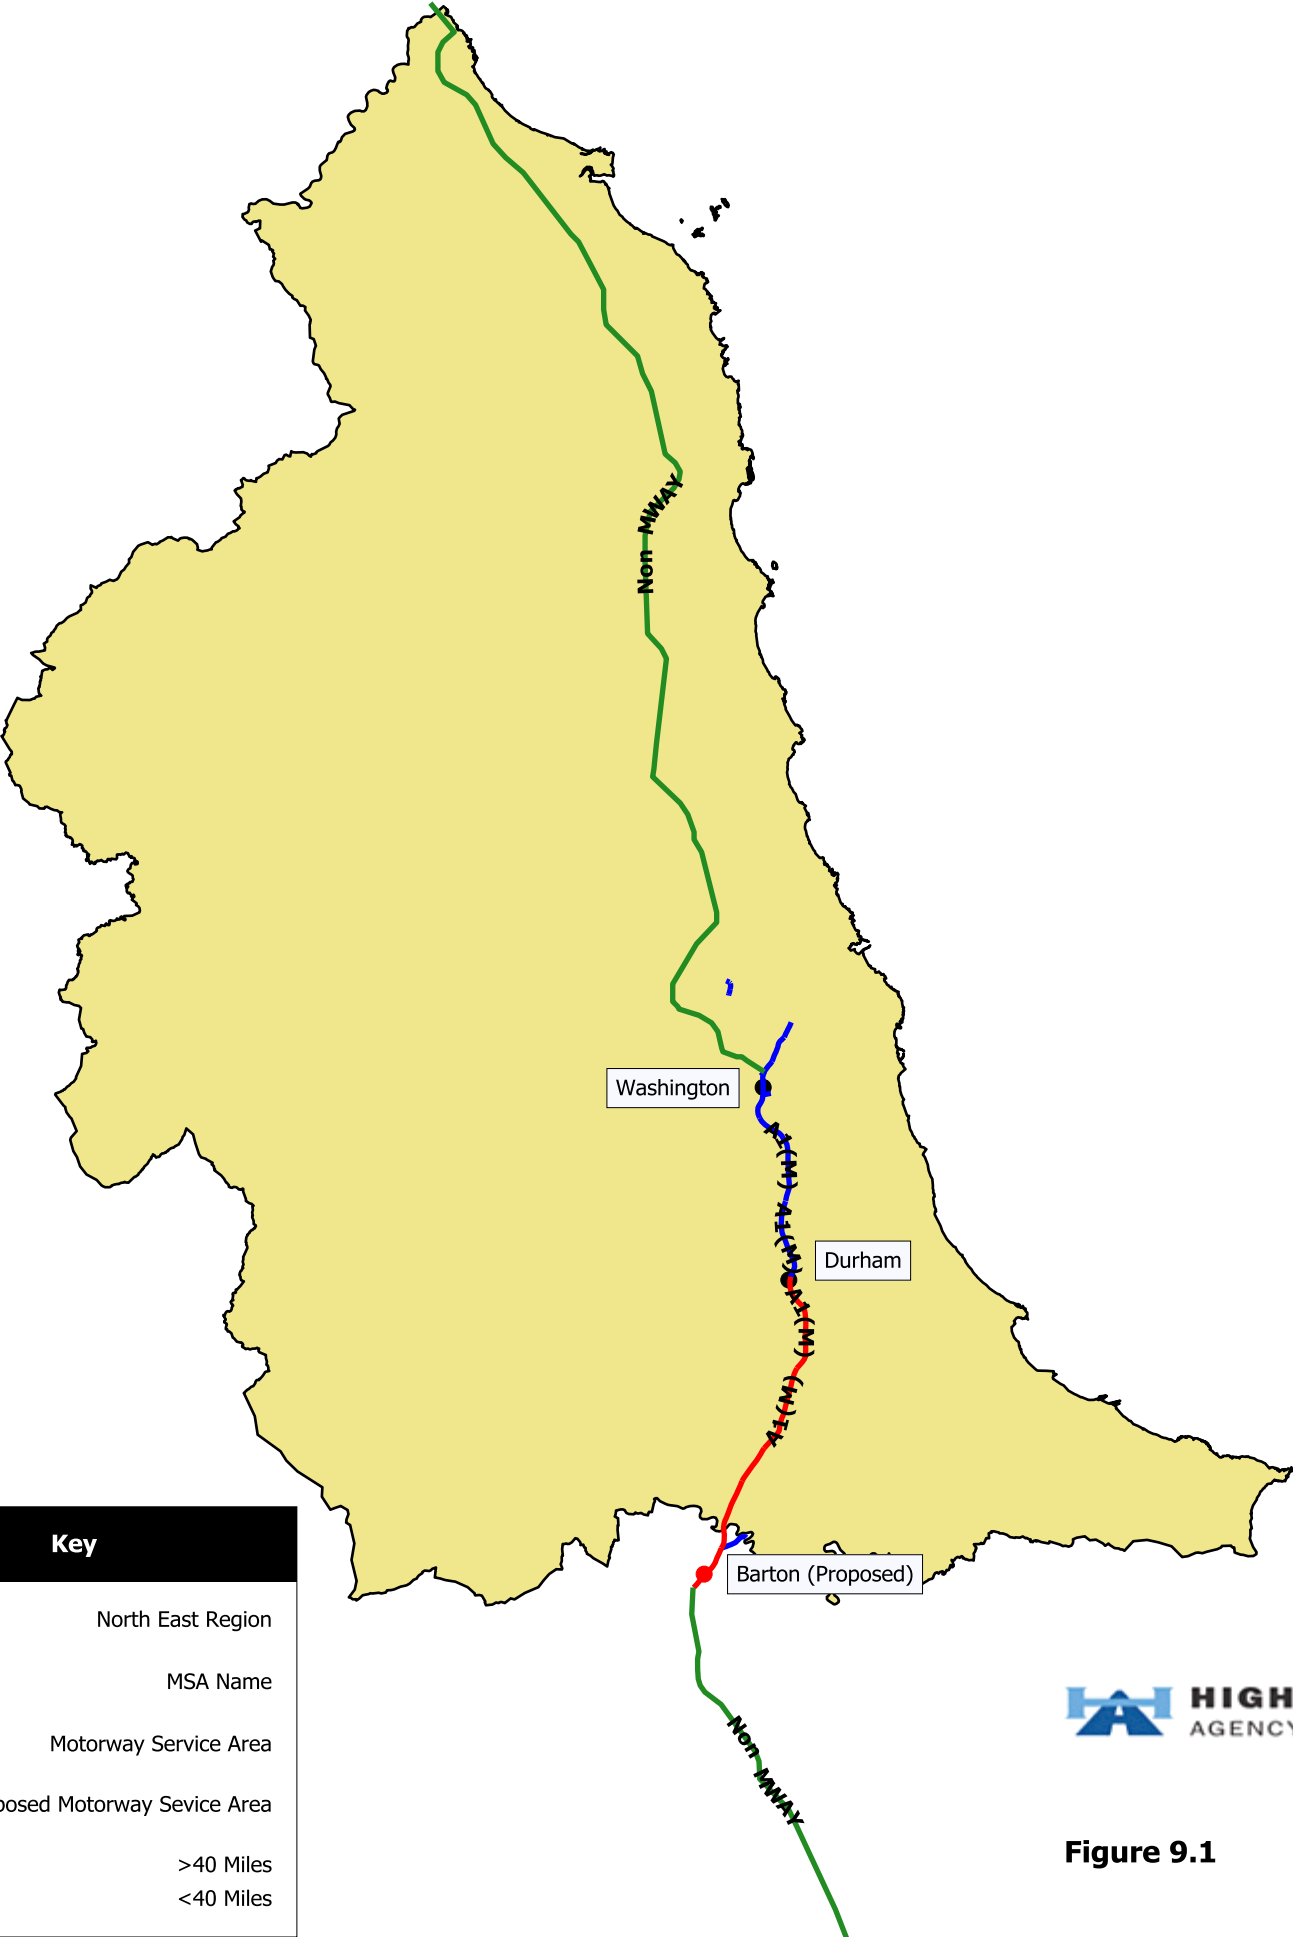 Non MWAY
Washington
A1(M)
A1(M)
Durham
A1(M)
A1(M)
Barton (Proposed)
Key
North East Region
MSA Name
Motorway Service Area
posed Motorway Sevice Area
>40 Miles
<40 Miles
Non MWAY
HIGH
AGENCY
Figure 9.1